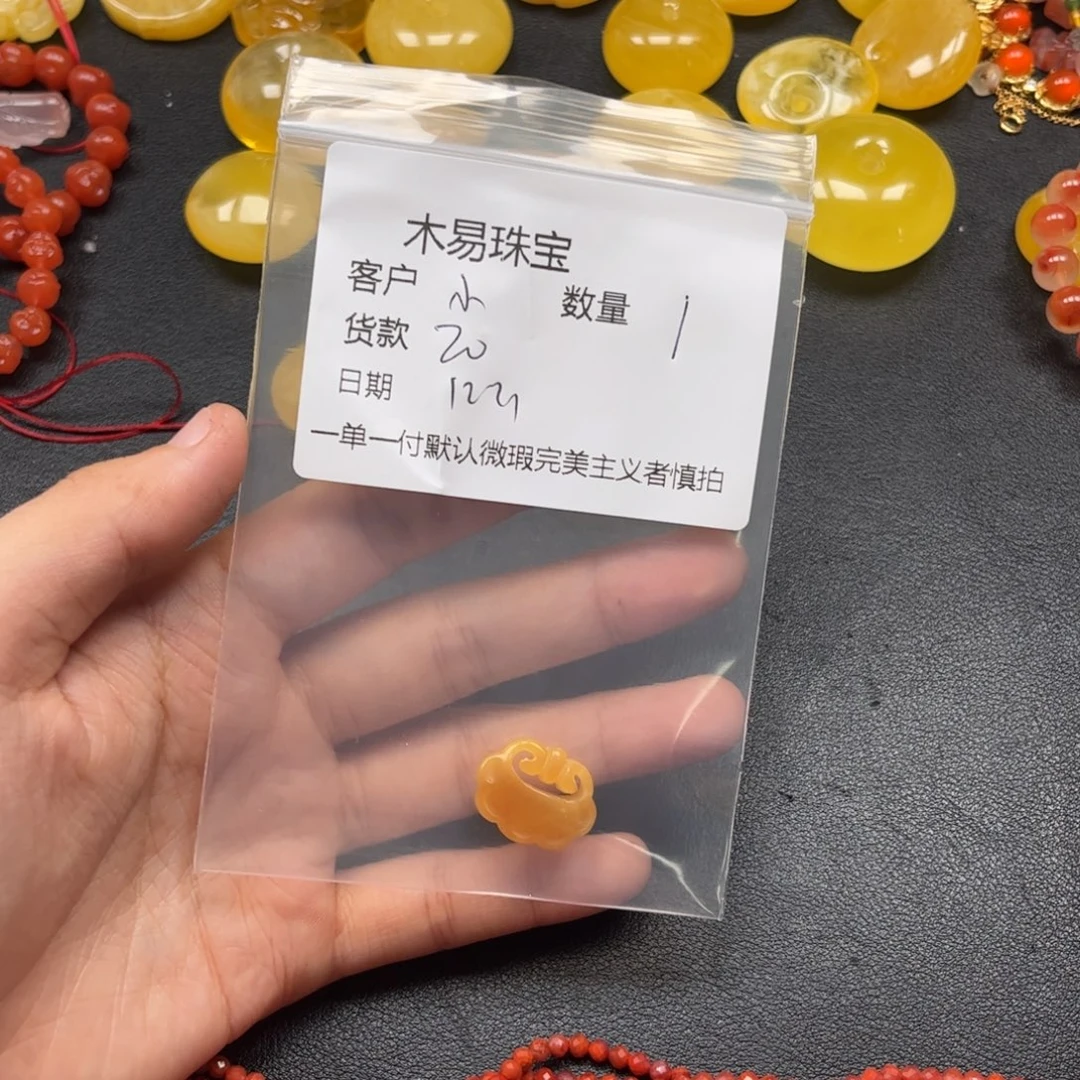 木易珠宝
客户 小 数量 1
货款 20
日期 1221
一单一付默认微瑕完美主义者慎拍